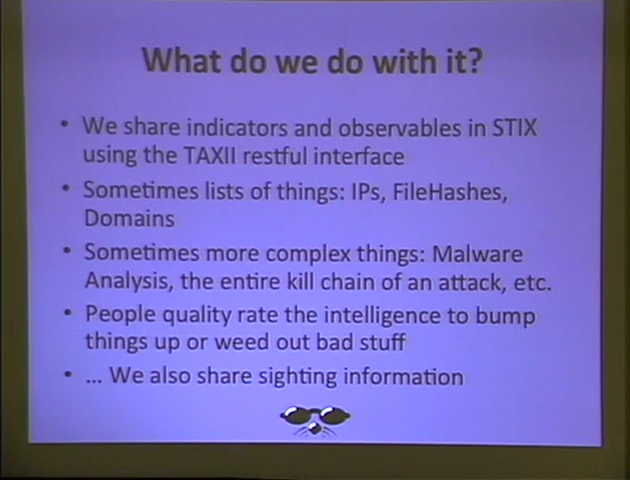 What do we do with it?
• We share indicators and observables in STIX
using the TAXII restful interface
• Sometimes lists of things: IPs, FileHashes,
Domains
• Sometimes more complex things: Malware
Analysis, the entire kill chain of an attack, etc.
• People quality rate the intelligence to bump
things up or weed out bad stuff
• ... We also share sighting information